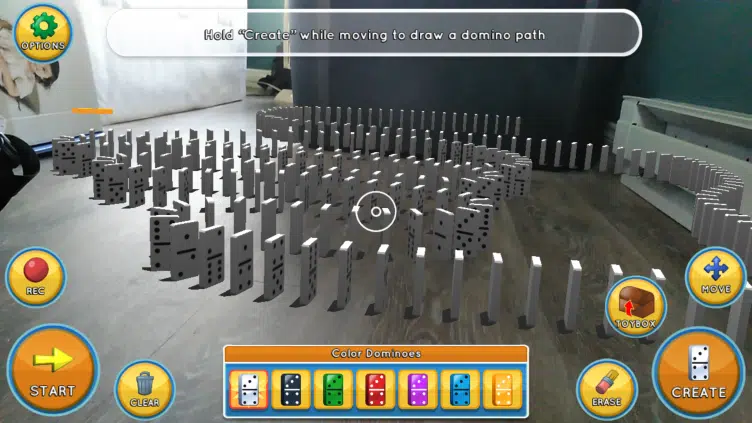 Hold “Create” while moving to draw a domino path
OPTIONS
REC
MOVE
TOYBOX
START
CLEAR
Color Dominoes
ERASE
CREATE